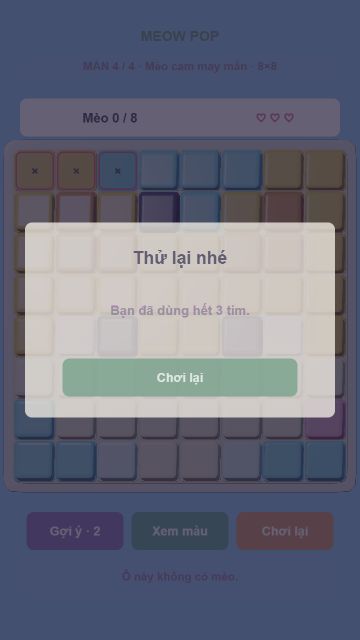 MEOW POP
MÀN 4 / 4 · Mèo cam may mắn · 8×8
Mèo 0 / 8
♡ ♡ ♡
× × ×
Thử lại nhé
Bạn đã dùng hết 3 tim.
Chơi lại
Gợi ý · 2
Xem màu
Chơi lại
Ô này không có mèo.